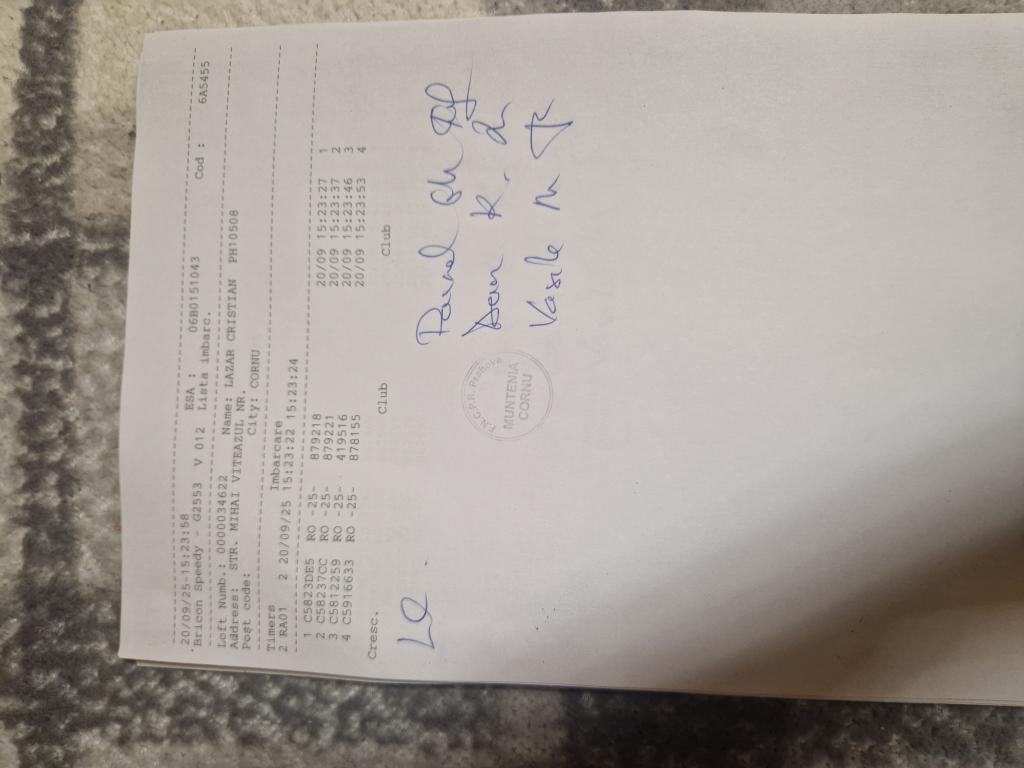 20/09/25-15:23:58
Bricon Speedy - G2553 V 012 ESA : 06B0151043 Cod : 6A5455
Lista imbarc.
Loft Numb.: 0000034622 Name: LAZAR CRISTIAN PH10508
Address: STR. MIHAI VITEAZUL NR.
Post code: City: CORNU
Timers Imbarcare
2 RA01 2 20/09/25 15:23:22 15:23:24
1 C5823DE5 RO -25- 879218 20/09 15:23:27 1
2 C58237CC RO -25- 879221 20/09 15:23:37 2
3 C5812259 RO -25- 419516 20/09 15:23:46 3
4 C5916633 RO -25- 878155 20/09 15:23:53 4
Cresc. Club Club
Vasile M
F.N.C.P.R. Prahova
MUNTENIA
CORNU